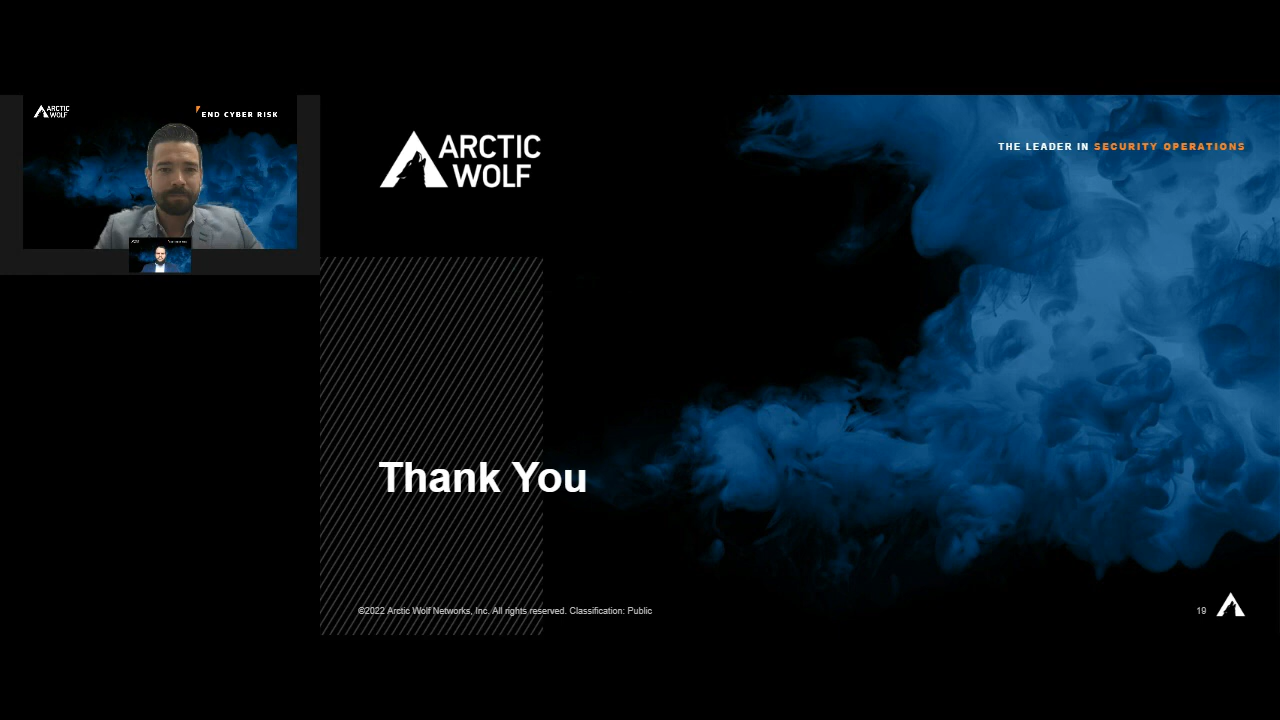 ARCTIC
WOLF
END CYBER RISK
ARCTIC
WOLF
THE LEADER IN SECURITY OPERATIONS
Thank You
©2022 Arctic Wolf Networks, Inc. All rights reserved. Classification: Public
19